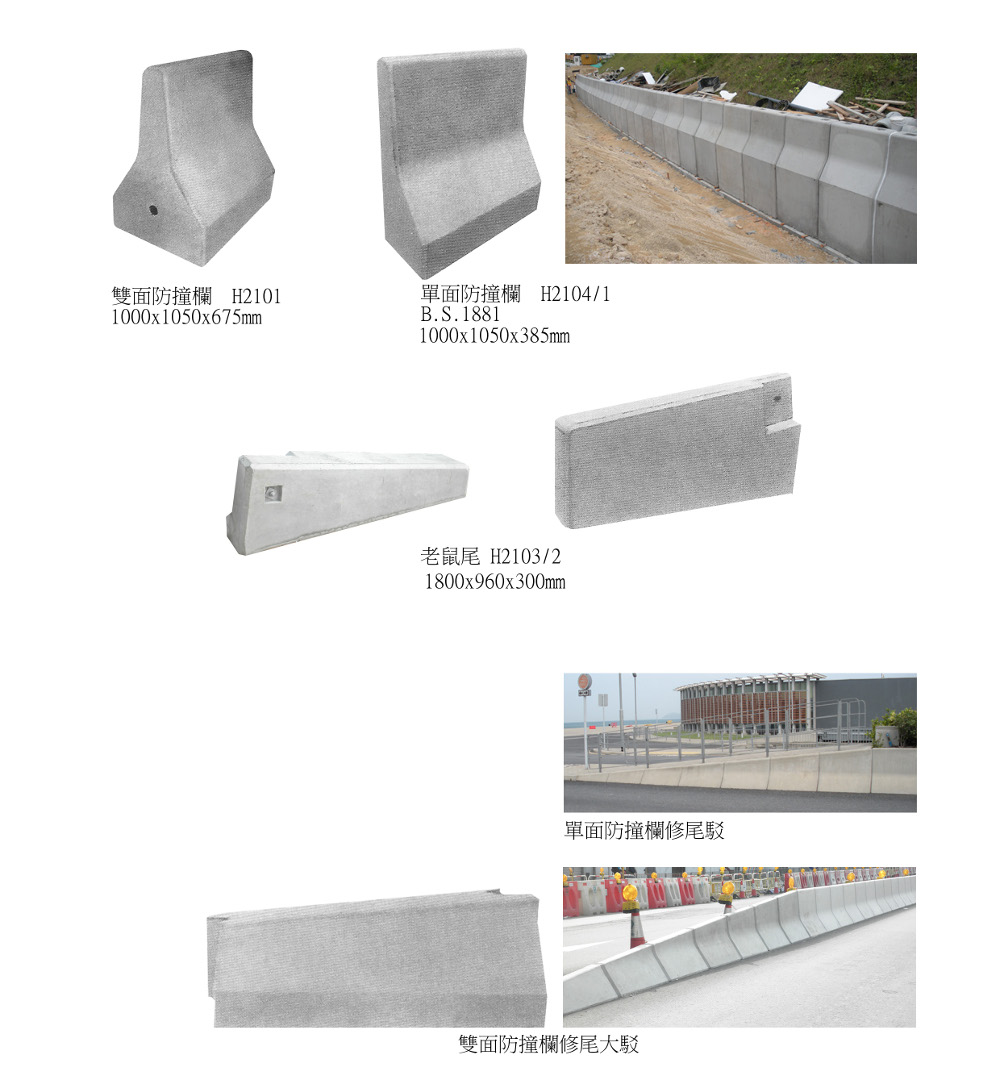 雙面防撞欄 H2101
1000x1050x675mm
單面防撞欄 H2104/1
B.S.1881
1000x1050x385mm
老鼠尾 H2103/2
1800x960x300mm
單面防撞欄修尾駁
雙面防撞欄修尾大駁